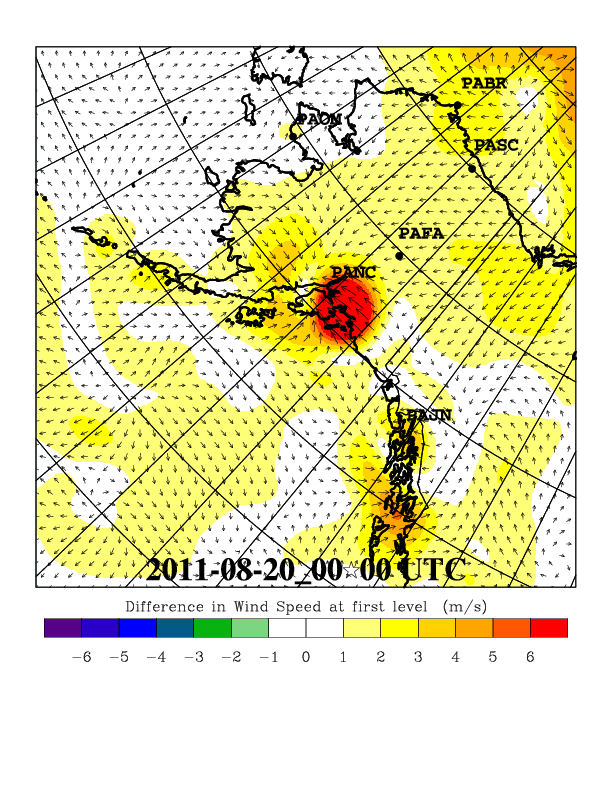 PABR
PAOM
PASC
PAFA
PANC
PAJN
2011-08-20_00☆00 UTC
Difference in Wind Speed at first level (m/s)
−6 −5 −4 −3 −2 −1 0 1 2 3 4 5 6